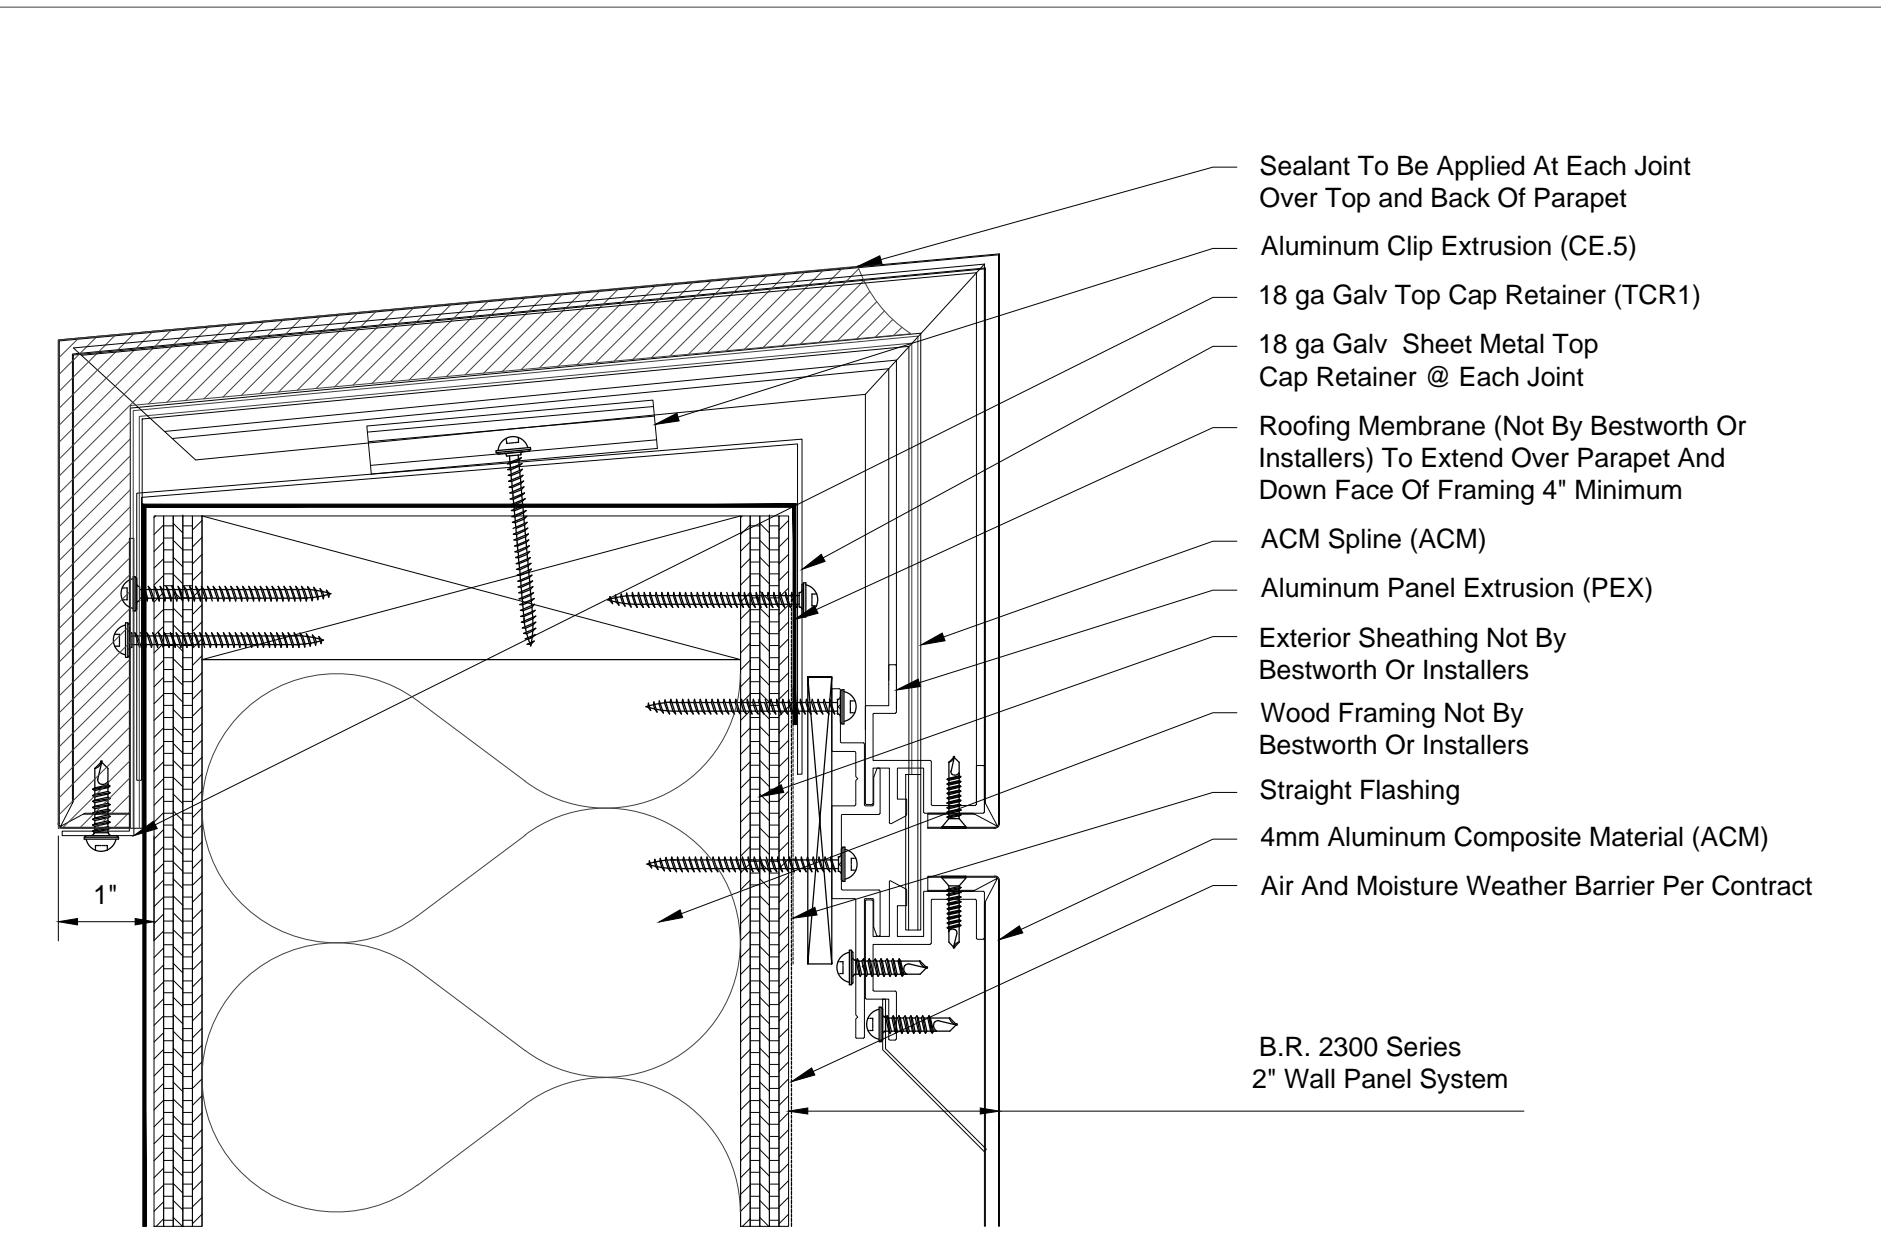 Sealant To Be Applied At Each Joint
Over Top and Back Of Parapet
Aluminum Clip Extrusion (CE.5)
18 ga Galv Top Cap Retainer (TCR1)
18 ga Galv  Sheet Metal Top
Cap Retainer @ Each Joint
Roofing Membrane (Not By Bestworth Or
Installers) To Extend Over Parapet And
Down Face Of Framing 4" Minimum
ACM Spline (ACM)
Aluminum Panel Extrusion (PEX)
Exterior Sheathing Not By
Bestworth Or Installers
Wood Framing Not By
Bestworth Or Installers
Straight Flashing
4mm Aluminum Composite Material (ACM)
Air And Moisture Weather Barrier Per Contract
1"
B.R. 2300 Series
2" Wall Panel System